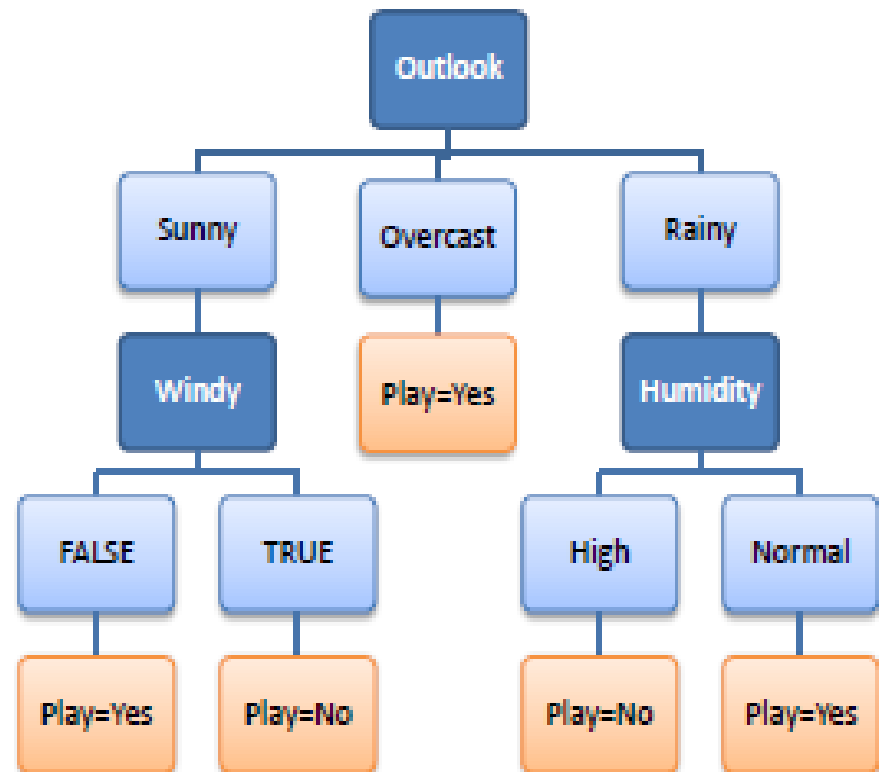 Outlook
Sunny
Overcast
Rainy
Windy
Play=Yes
Humidity
FALSE
TRUE
High
Normal
Play=Yes
Play=No
Play=No
Play=Yes